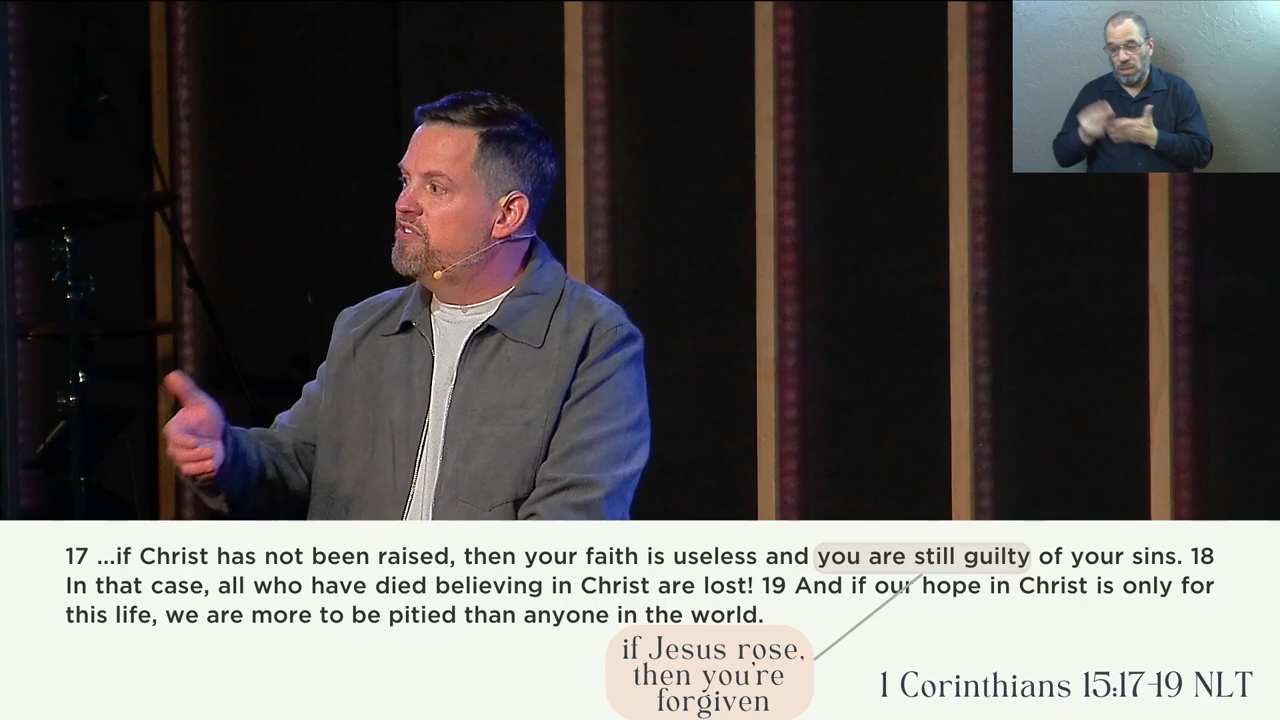 17 ...if Christ has not been raised, then your faith is useless and you are still guilty of your sins. 18
In that case, all who have died believing in Christ are lost! 19 And if our hope in Christ is only for
this life, we are more to be pitied than anyone in the world.
if Jesus rose,
then you're
forgiven
1 Corinthians 15:17-19 NLT